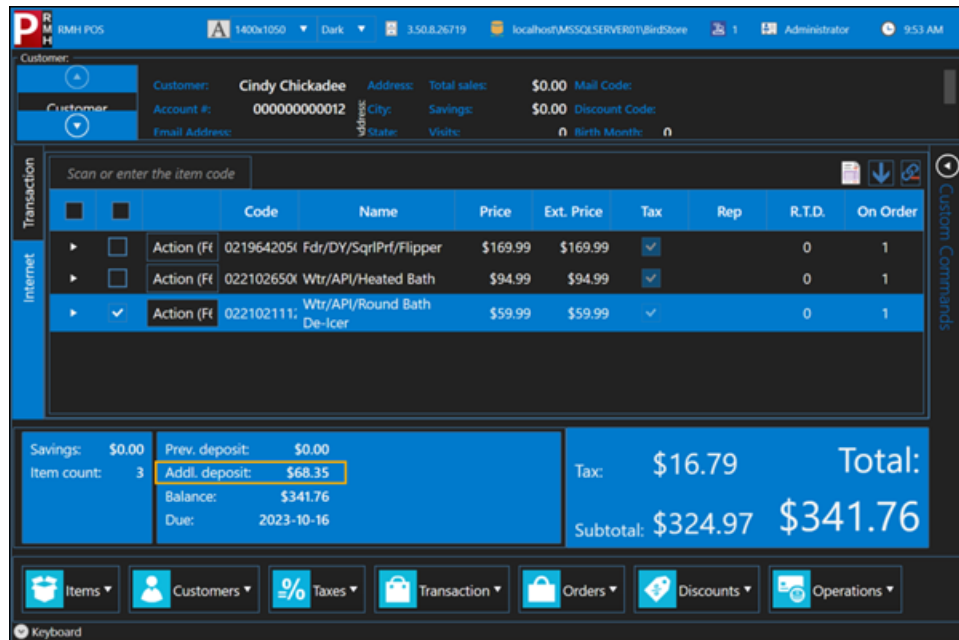 P R M H RMH POS A 1400x1050 Dark 3.50.8.26719 localhost\MSSQLSERVER01\BirdStore 1 Administrator 9:53 AM
Customer:
Customer: Cindy Chickadee Address: Total sales: $0.00 Mail Code:
Customer Account #: 000000000012 City: Savings: $0.00 Discount Code:
Email Address: State: Visits: 0 Birth Month: 0
Transaction
Internet
Custom Commands
Scan or enter the item code
Code Name Price Ext. Price Tax Rep R.T.D. On Order
Action (F6 Fdr/DY/SqrlPrf/Flipper $169.99 $169.99 0 1
Action (F6 Wtr/API/Heated Bath $94.99 $94.99 0 1
Action (F6 Wtr/API/Round Bath $59.99 $59.99 0 1
De-Icer
Savings: $0.00 Prev. deposit: $0.00
Item count: 3 Addl. deposit: $68.35
Balance: $341.76
Due: 2023-10-16
Tax: $16.79 Total:
Subtotal: $324.97 $341.76
Items Customers Taxes Transaction Orders Discounts Operations
Keyboard